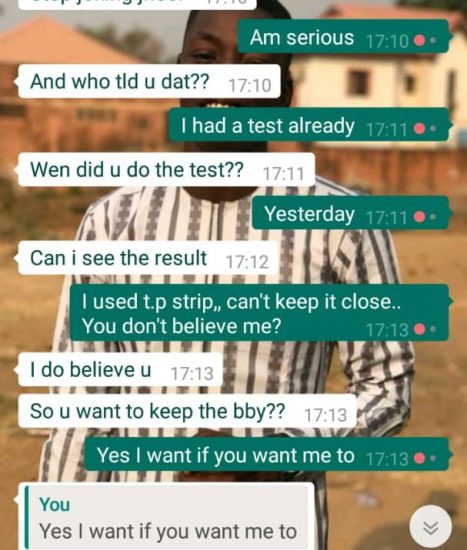 Am serious 17:10
And who tld u dat?? 17:10
I had a test already 17:11
Wen did u do the test?? 17:11
Yesterday 17:11
Can i see the result 17:12
I used t.p strip,, can't keep it close..
You don't believe me? 17:13
I do believe u 17:13
So u want to keep the bby?? 17:13
Yes I want if you want me to 17:13
You
Yes I want if you want me to